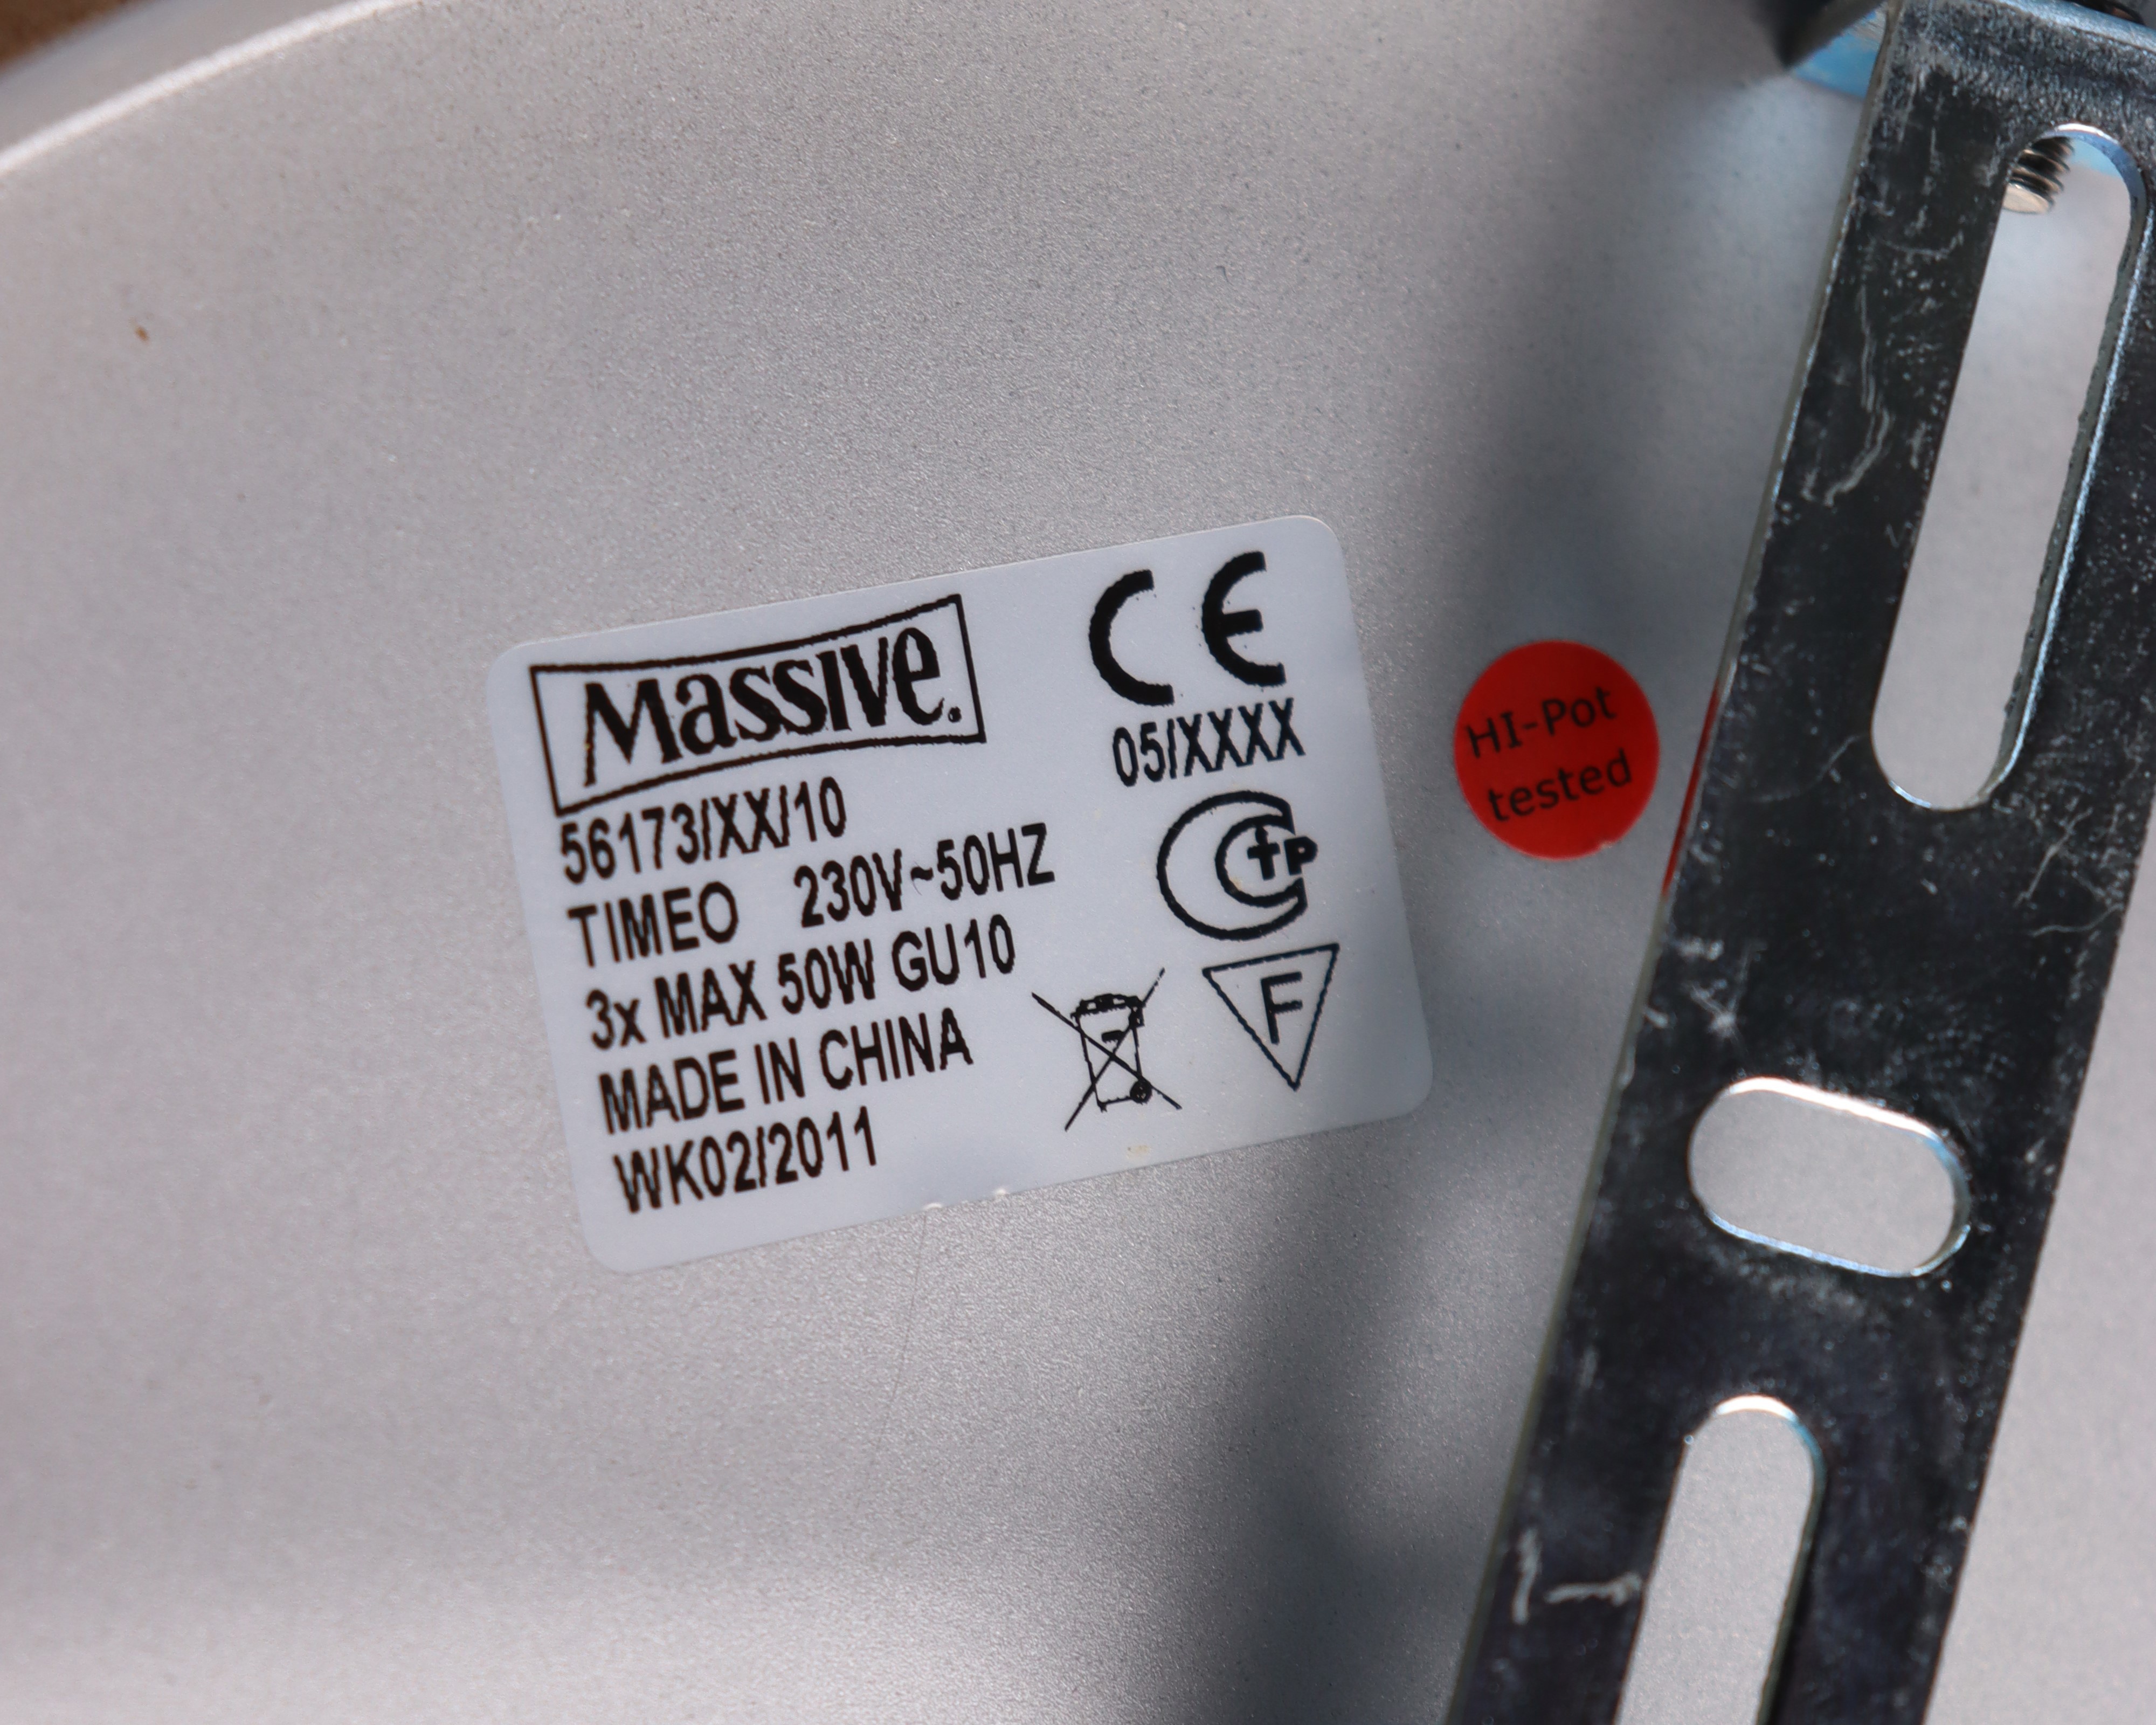 Massive.
56173/XX/10
TIMEO 230V~50HZ
3x MAX 50W GU10
MADE IN CHINA
WK02/2011
CE
05/XXXX
F
HI-Pot
tested